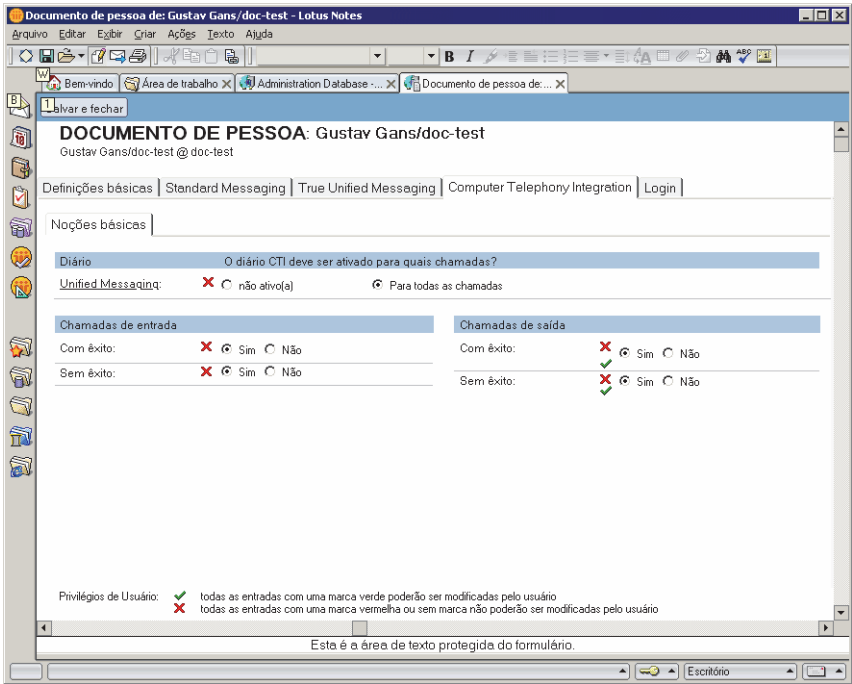 Documento de pessoa de: Gustav Gans/doc-test - Lotus Notes
Arquivo Editar Exibir Criar Ações Texto Ajuda
B I
W
Bem-vindo Área de trabalho Administration Database -... Documento de pessoa de:...
B
1 alvar e fechar
DOCUMENTO DE PESSOA: Gustav Gans/doc-test
Gustav Gans/doc-test @ doc-test
Definições básicas Standard Messaging True Unified Messaging Computer Telephony Integration Login
Noções básicas
Diário O diário CTI deve ser ativado para quais chamadas?
Unified Messaging: não ativo(a) Para todas as chamadas
Chamadas de entrada Chamadas de saída
Com êxito: Sim Não Com êxito: Sim Não
Sem êxito: Sim Não Sem êxito: Sim Não
Privilégios de Usuário: todas as entradas com uma marca verde poderão ser modificadas pelo usuário
todas as entradas com uma marca vermelha ou sem marca não poderão ser modificadas pelo usuário
Esta é a área de texto protegida do formulário.
Escritório